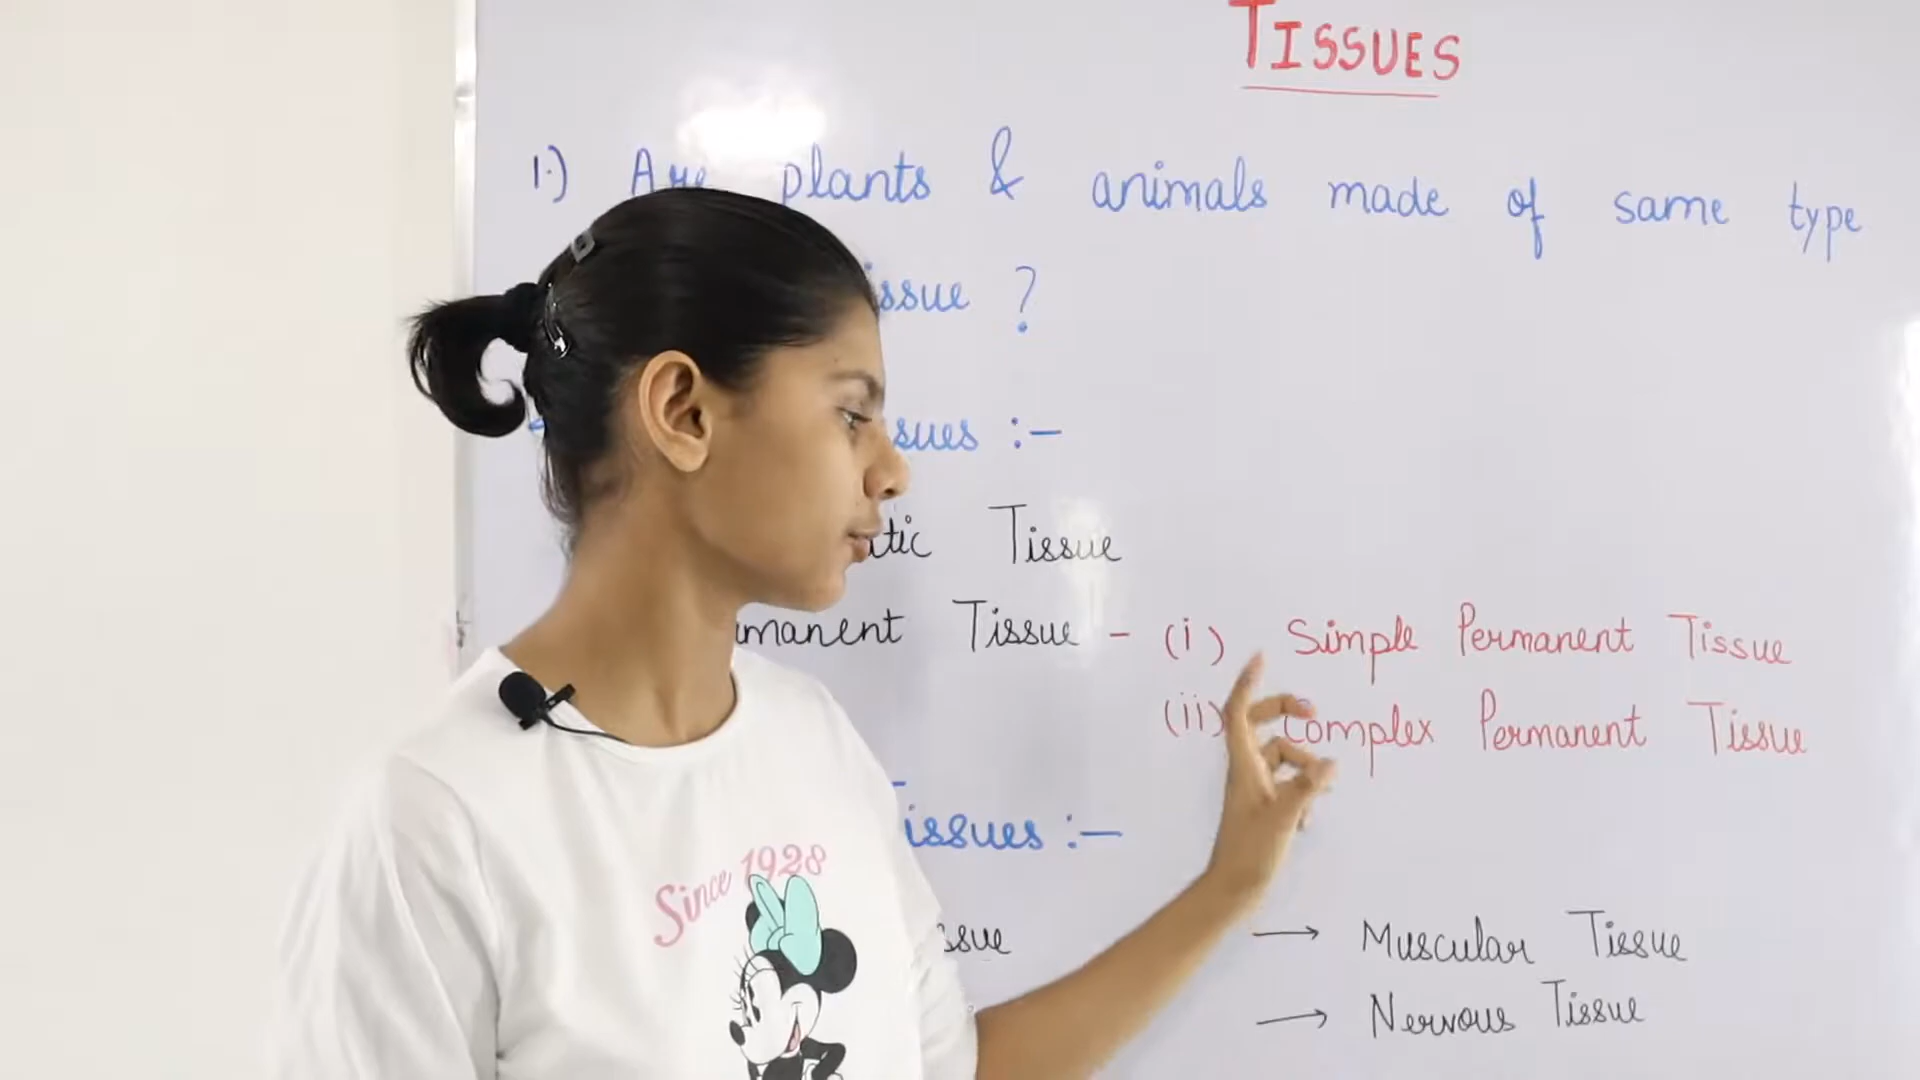 TISSUES
1.) Are plants & animals made of same type
issue ?
sues :-
atic Tissue
manent Tissue - (i) Simple Permanent Tissue
(ii) Complex Permanent Tissue
issues :-
ssue → Muscular Tissue
→ Nervous Tissue
Since 1928